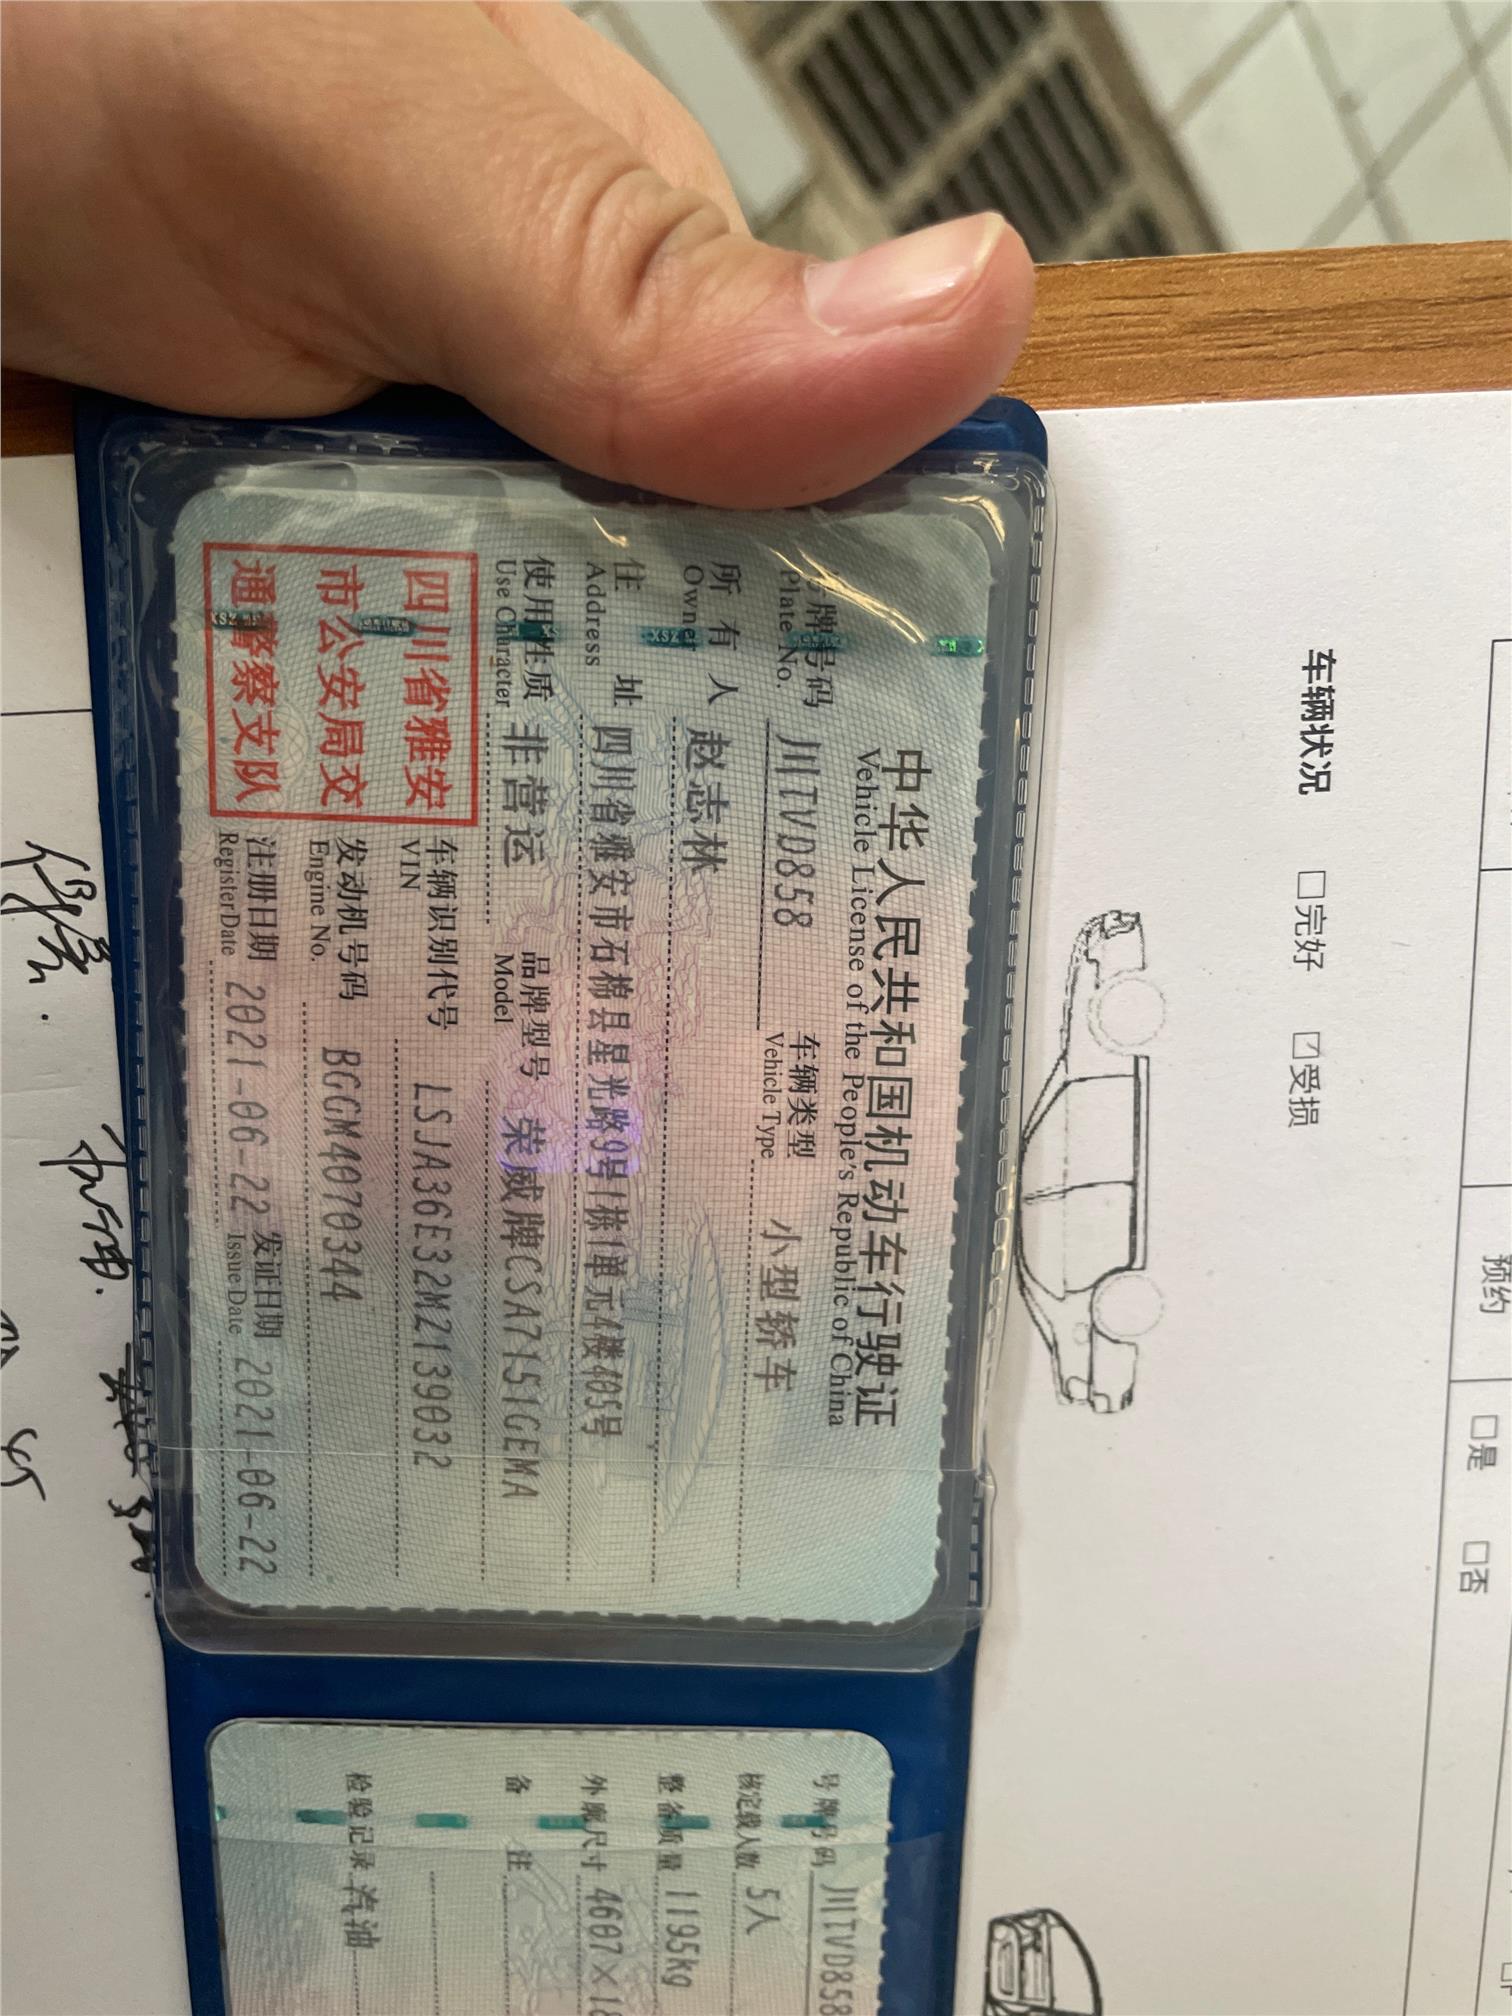 中华人民共和国机动车行驶证
Vehicle License of the People's Republic of China
号牌号码 川TVD858 车辆类型 小型轿车
Plate No. Vehicle Type
所有人 赵志林
Owner
住址 四川省雅安市石棉县星光路9号1栋1单元4楼405号
Address
使用性质 非营运 品牌型号 荣威牌CSA7151GEMA
Use Character Model
四川省雅安
市公安局交
通警察支队
车辆识别代号 LSJA36E32M2139032
VIN
发动机号码 BGGM4070344
Engine No.
注册日期 2021-06-22 发证日期 2021-06-22
Register Date Issue Date
号牌号码 川TVD858
核定载人数 5人
整备质量 1195kg
外廓尺寸 4607×18
备注
检验记录 汽油
预约 □是 □否
车辆状况 □完好 ☑受损